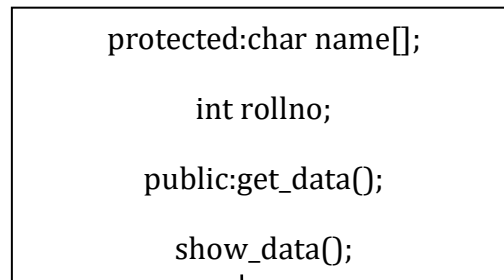 protected:char name[];
int rollno;
public:get_data();
show_data();